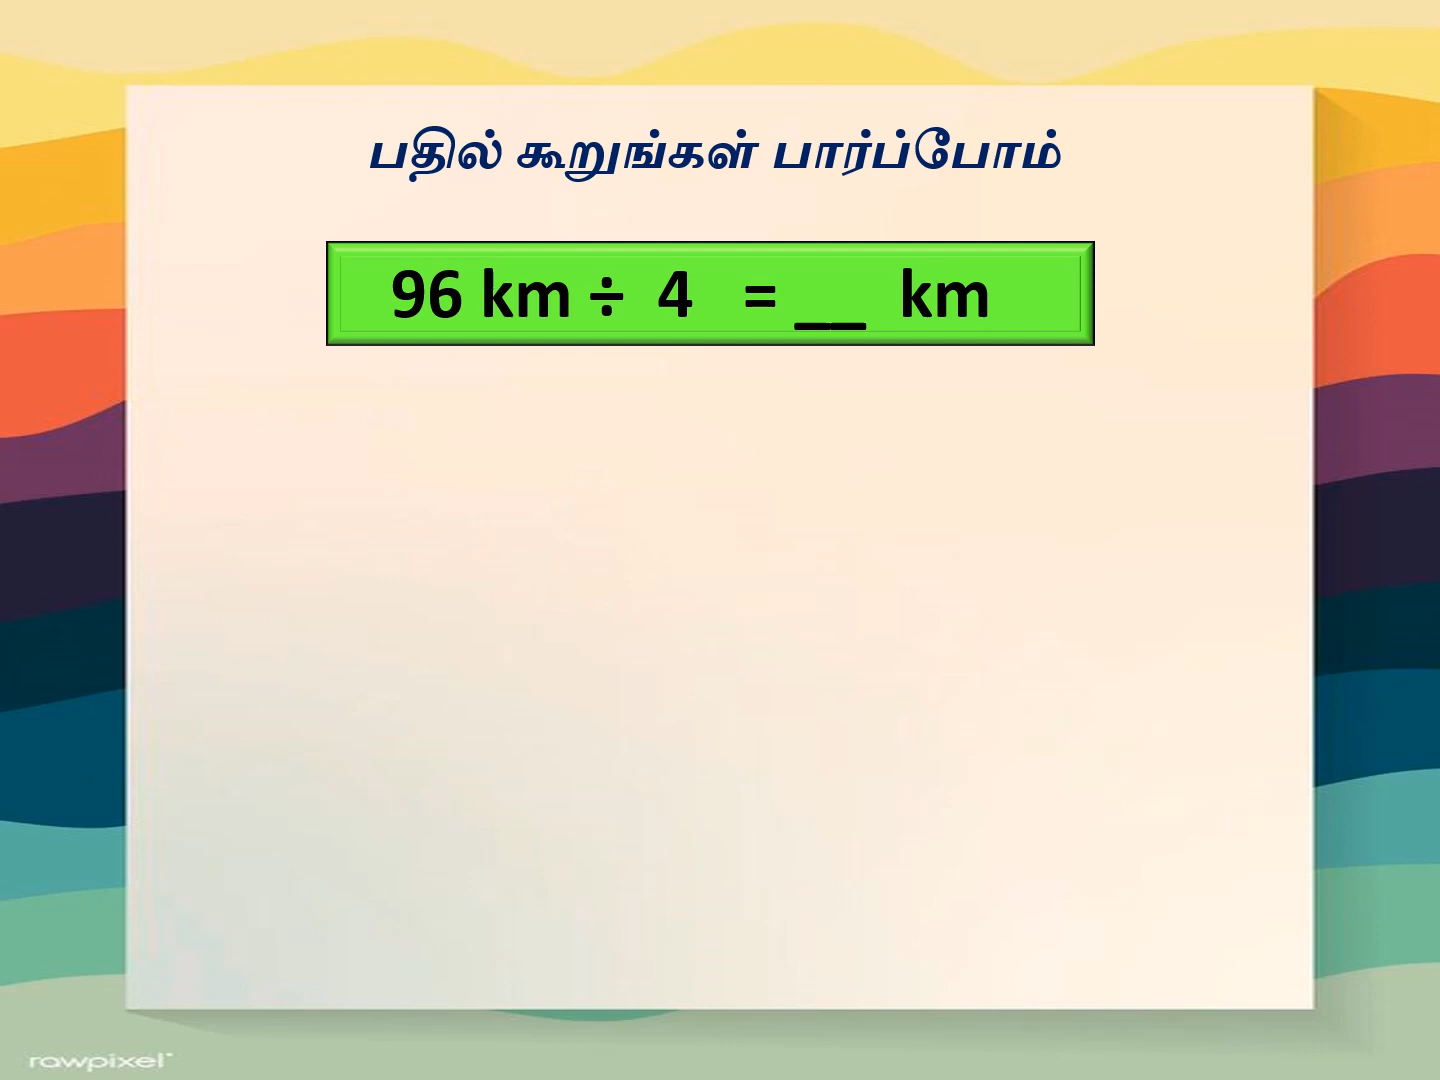 பதில் கூறுங்கள் பார்ப்போம்
96 km ÷ 4 = __ km
rawpixel